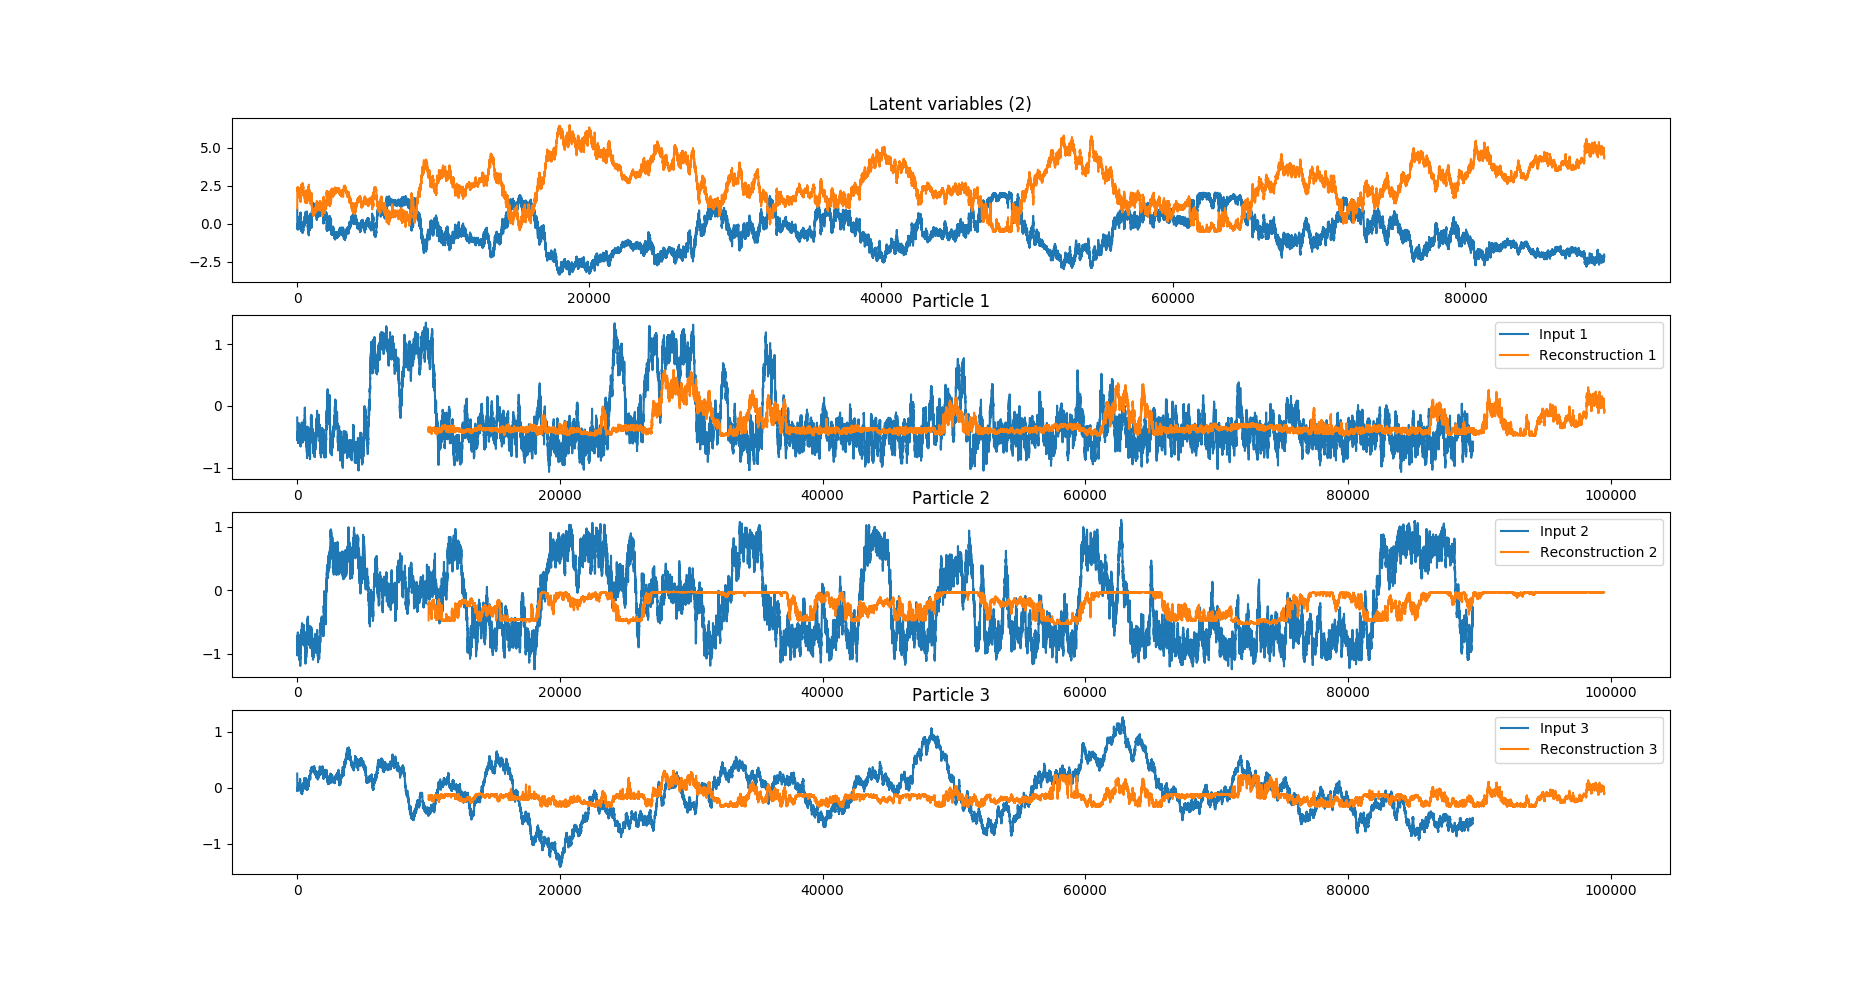 Latent variables (2)
5.0
2.5
0.0
−2.5
0 20000 40000 60000 80000
Particle 1
1
0
−1
Input 1
Reconstruction 1
0 20000 40000 60000 80000 100000
Particle 2
1
0
−1
Input 2
Reconstruction 2
0 20000 40000 60000 80000 100000
Particle 3
1
0
−1
Input 3
Reconstruction 3
0 20000 40000 60000 80000 100000